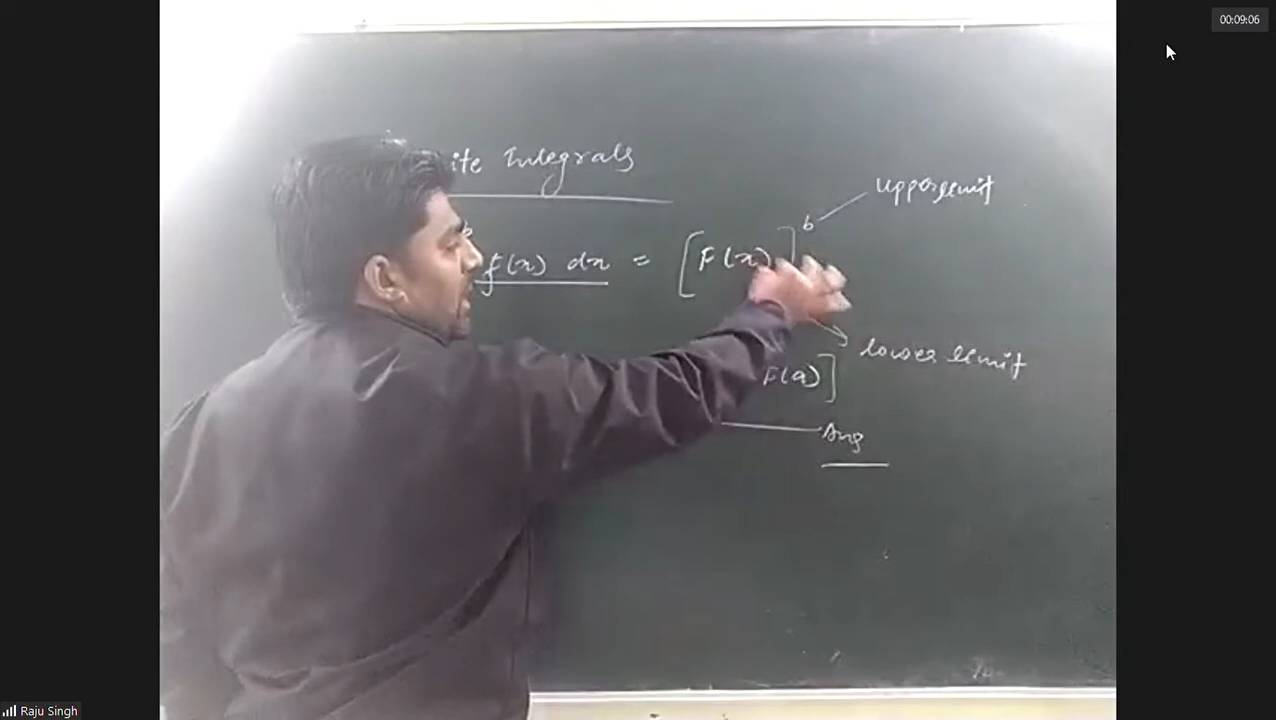 00:09:06
ite Integrals
b
f(x) dx = [F(x)]
b
upper limit
lower limit
F(a)]
Ans
Raju Singh